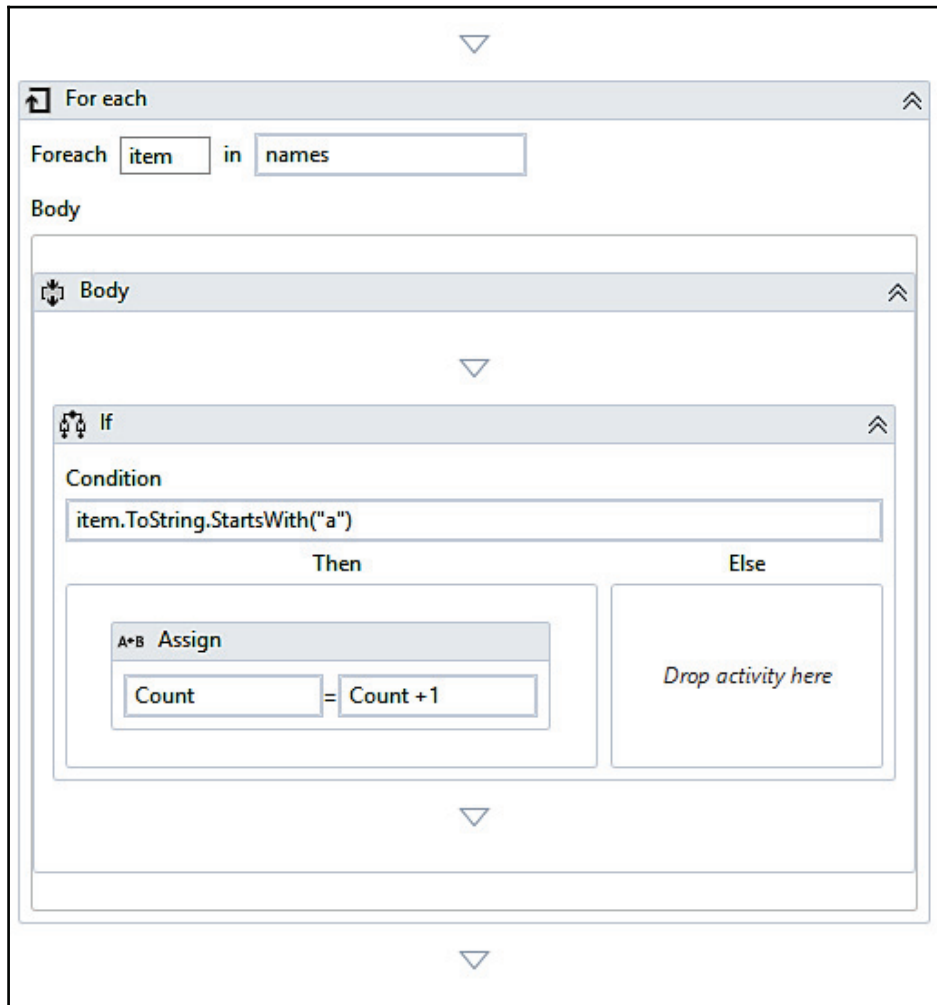 For each
Foreach item in names
Body
Body
If
Condition
item.ToString.StartsWith("a")
Then Else
A+B Assign
Count = Count +1
Drop activity here